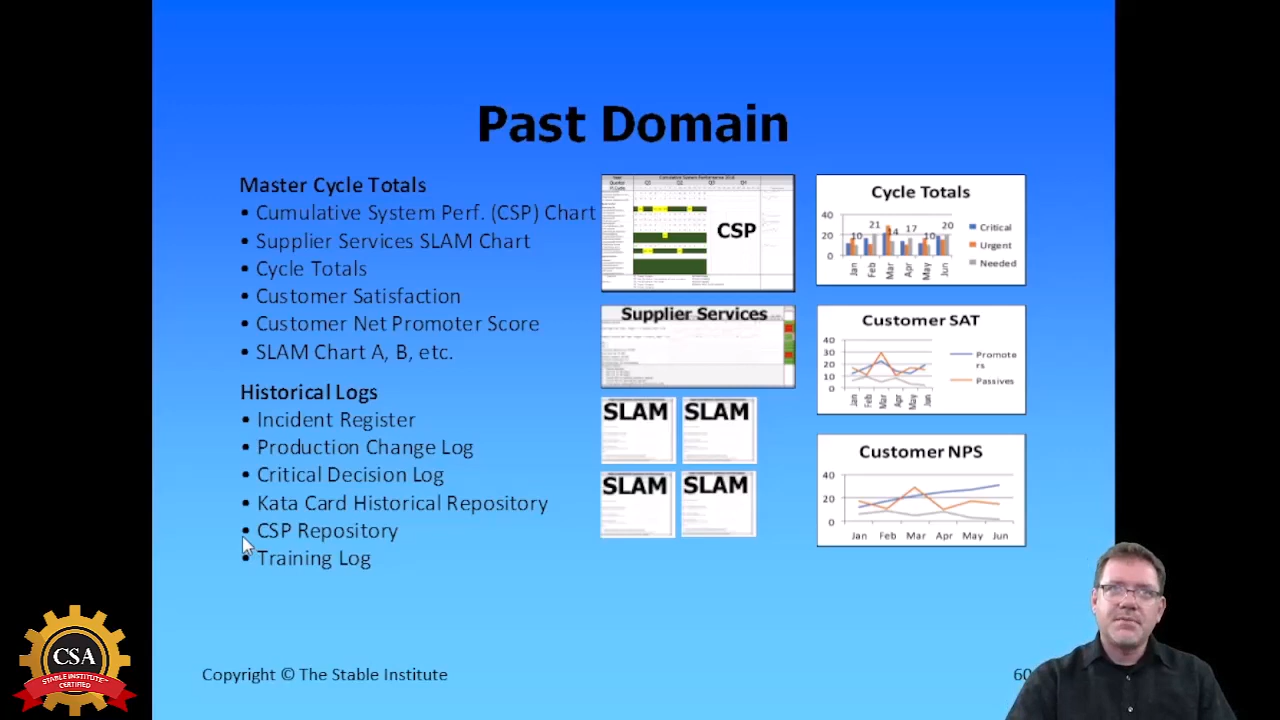 Past Domain
Master Cycle Totals
• Cumulative System Perf. (CSP) Chart
• Supplier Services SLAM Chart
• Cycle Totals
• Customer Satisfaction
• Customer Net Promoter Score
• SLAM Chart A, B, etc.
Historical Logs
• Incident Register
• Production Change Log
• Critical Decision Log
• Kata Card Historical Repository
• CSP Repository
• Training Log
CSP
Supplier Services
SLAM SLAM
SLAM SLAM
Cycle Totals
40
20
0
10 21 14 17 10 20
Jan Feb Mar Apr May Jun
Critical
Urgent
Needed
Customer SAT
40
30
20
10
0
Jan Feb Mar Apr May Jun
Promote
rs
Passives
Customer NPS
40
20
0
Jan Feb Mar Apr May Jun
CSA
STABLE INSTITUTE™
CERTIFIED
Copyright © The Stable Institute
60